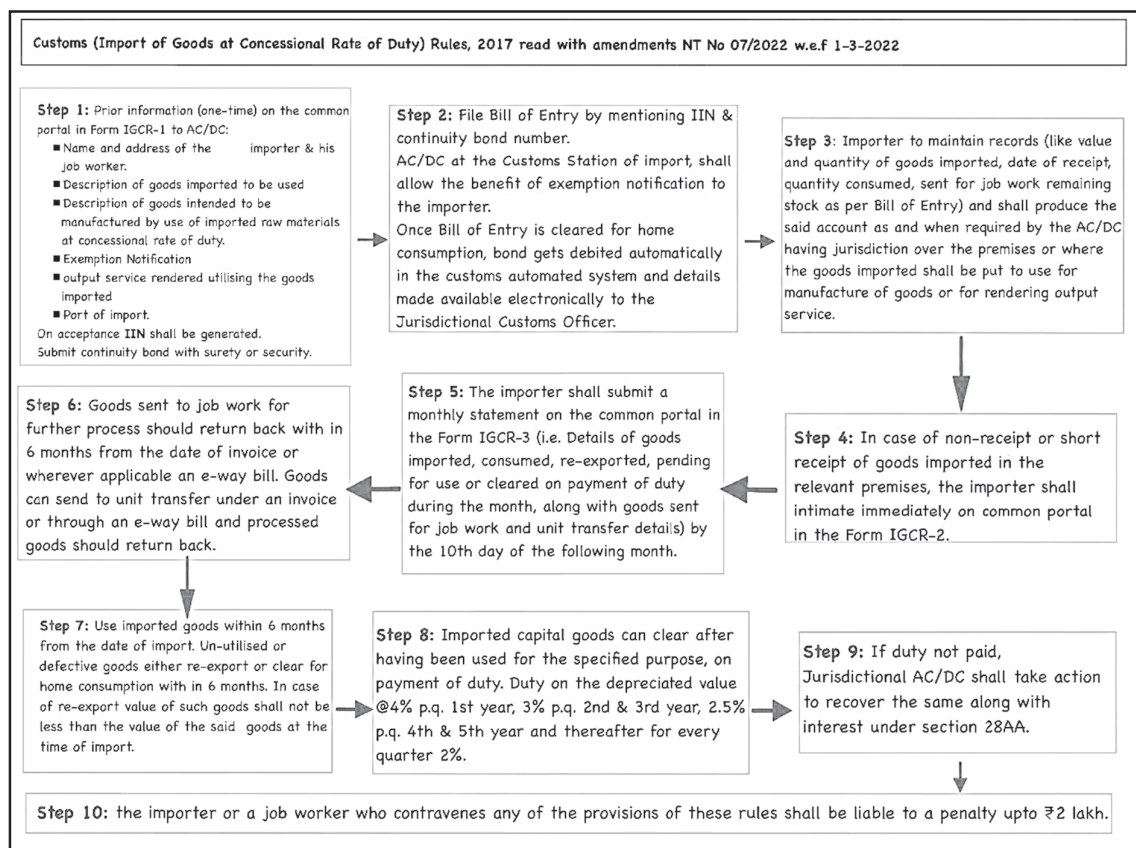 Customs (Import of Goods at Concessional Rate of Duty) Rules, 2017 read with amendments NT No 07/2022 w.e.f 1-3-2022
Step 1: Prior information (one-time) on the common
portal in Form IGCR-1 to AC/DC:
■ Name and address of the importer & his
job worker.
■ Description of goods imported to be used
■ Description of goods intended to be
manufactured by use of imported raw materials
at concessional rate of duty.
■ Exemption Notification
■ output service rendered utilising the goods
imported
■ Port of import.
On acceptance IIN shall be generated.
Submit continuity bond with surety or security.
Step 2: File Bill of Entry by mentioning IIN &
continuity bond number.
AC/DC at the Customs Station of import, shall
allow the benefit of exemption notification to
the importer.
Once Bill of Entry is cleared for home
consumption, bond gets debited automatically
in the customs automated system and details
made available electronically to the
Jurisdictional Customs Officer.
Step 3: Importer to maintain records (like value
and quantity of goods imported, date of receipt,
quantity consumed, sent for job work remaining
stock as per Bill of Entry) and shall produce the
said account as and when required by the AC/DC
having jurisdiction over the premises or where
the goods imported shall be put to use for
manufacture of goods or for rendering output
service.
Step 4: In case of non-receipt or short
receipt of goods imported in the
relevant premises, the importer shall
intimate immediately on common portal
in the Form IGCR-2.
Step 5: The importer shall submit a
monthly statement on the common portal in
the Form IGCR-3 (i.e. Details of goods
imported, consumed, re-exported, pending
for use or cleared on payment of duty
during the month, along with goods sent
for job work and unit transfer details) by
the 10th day of the following month.
Step 6: Goods sent to job work for
further process should return back with in
6 months from the date of invoice or
wherever applicable an e-way bill. Goods
can send to unit transfer under an invoice
or through an e-way bill and processed
goods should return back.
Step 7: Use imported goods within 6 months
from the date of import. Un-utilised or
defective goods either re-export or clear for
home consumption with in 6 months. In case
of re-export value of such goods shall not be
less than the value of the said goods at the
time of import.
Step 8: Imported capital goods can clear after
having been used for the specified purpose, on
payment of duty. Duty on the depreciated value
@4% p.q. 1st year, 3% p.q. 2nd & 3rd year, 2.5%
p.q. 4th & 5th year and thereafter for every
quarter 2%.
Step 9: If duty not paid,
Jurisdictional AC/DC shall take action
to recover the same along with
interest under section 28AA.
Step 10: the importer or a job worker who contravenes any of the provisions of these rules shall be liable to a penalty upto ₹2 lakh.